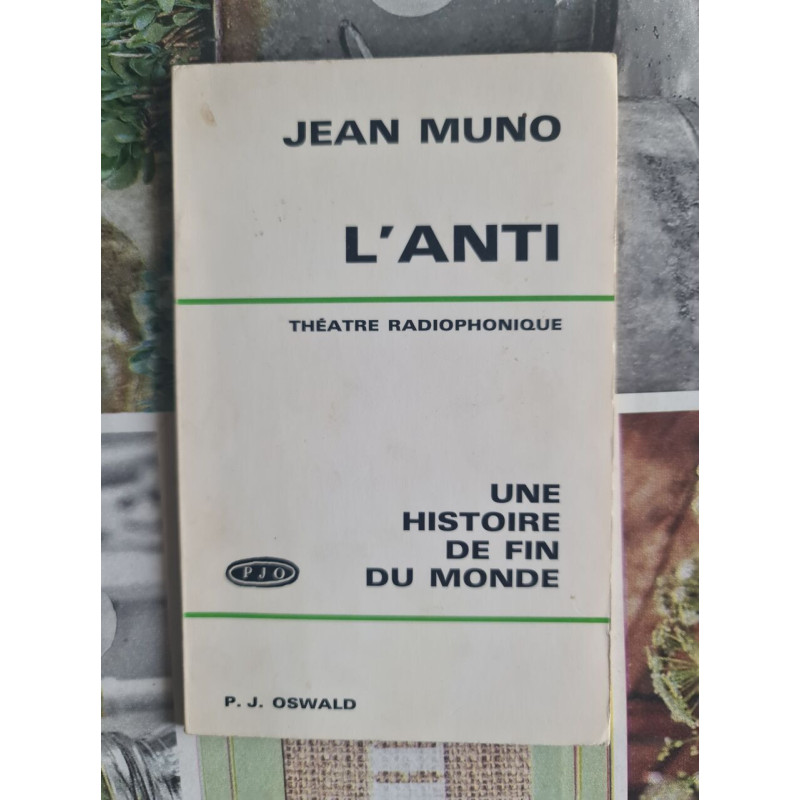 JEAN MUNO
L'ANTI
THÉATRE RADIOPHONIQUE
UNE
HISTOIRE
DE FIN
DU MONDE
PJO
P. J. OSWALD